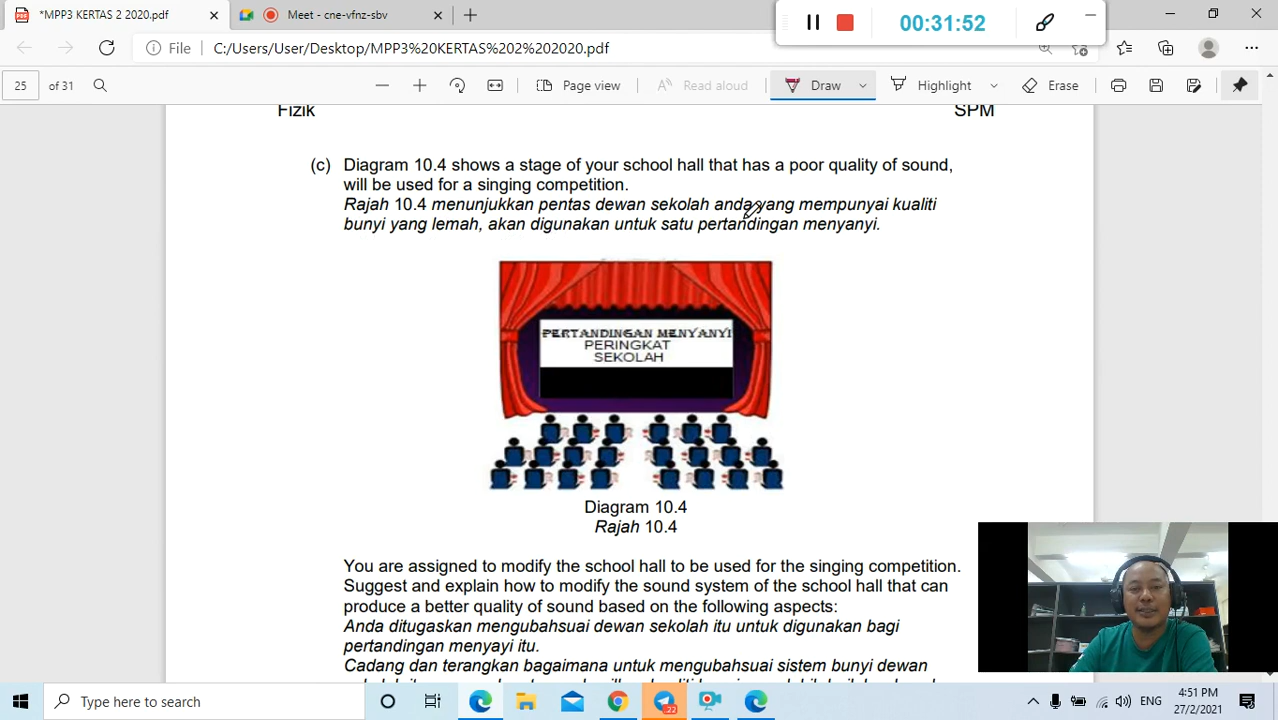 *MPP3 KERTAS 2 2020.pdf
Meet - cne-vfnz-sbv
00:31:52
File
C:/Users/User/Desktop/MPP3%20KERTAS%202%202020.pdf
25
of 31
Page view
Read aloud
Draw
Highlight
Erase
Fizik
SPM
(c) Diagram 10.4 shows a stage of your school hall that has a poor quality of sound,
will be used for a singing competition.
Rajah 10.4 menunjukkan pentas dewan sekolah anda yang mempunyai kualiti
bunyi yang lemah, akan digunakan untuk satu pertandingan menyanyi.
PERTANDINGAN MENYANYI
PERINGKAT
SEKOLAH
Diagram 10.4
Rajah 10.4
You are assigned to modify the school hall to be used for the singing competition.
Suggest and explain how to modify the sound system of the school hall that can
produce a better quality of sound based on the following aspects:
Anda ditugaskan mengubahsuai dewan sekolah itu untuk digunakan bagi
pertandingan menyayi itu.
Cadang dan terangkan bagaimana untuk mengubahsuai sistem bunyi dewan
Type here to search
22
ENG
4:51 PM
27/2/2021